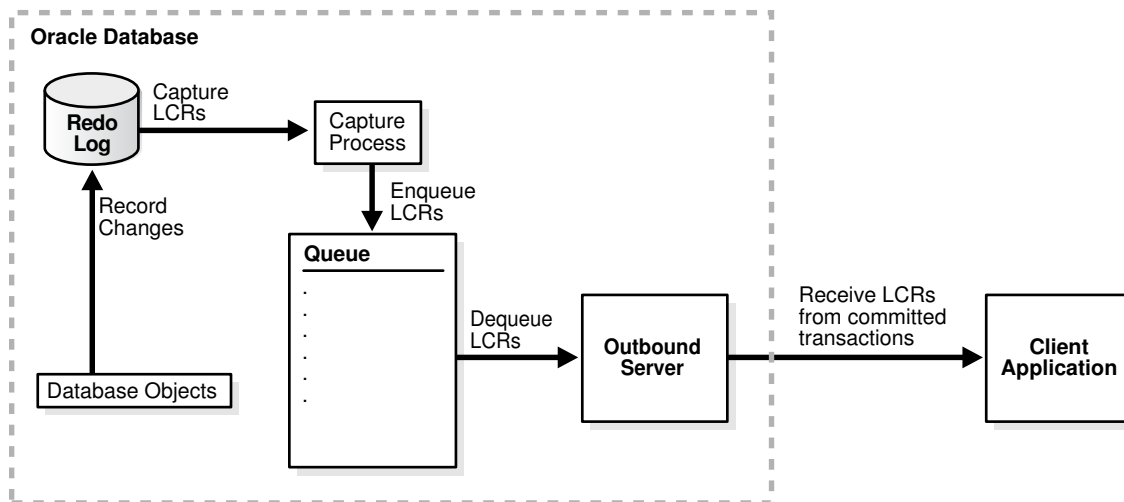 Oracle Database
Capture
LCRs
Redo
Log
Capture
Process
Record
Changes
Enqueue
LCRs
Queue
.
.
.
.
.
.
Dequeue
LCRs
Outbound
Server
Receive LCRs
from committed
transactions
Client
Application
Database Objects